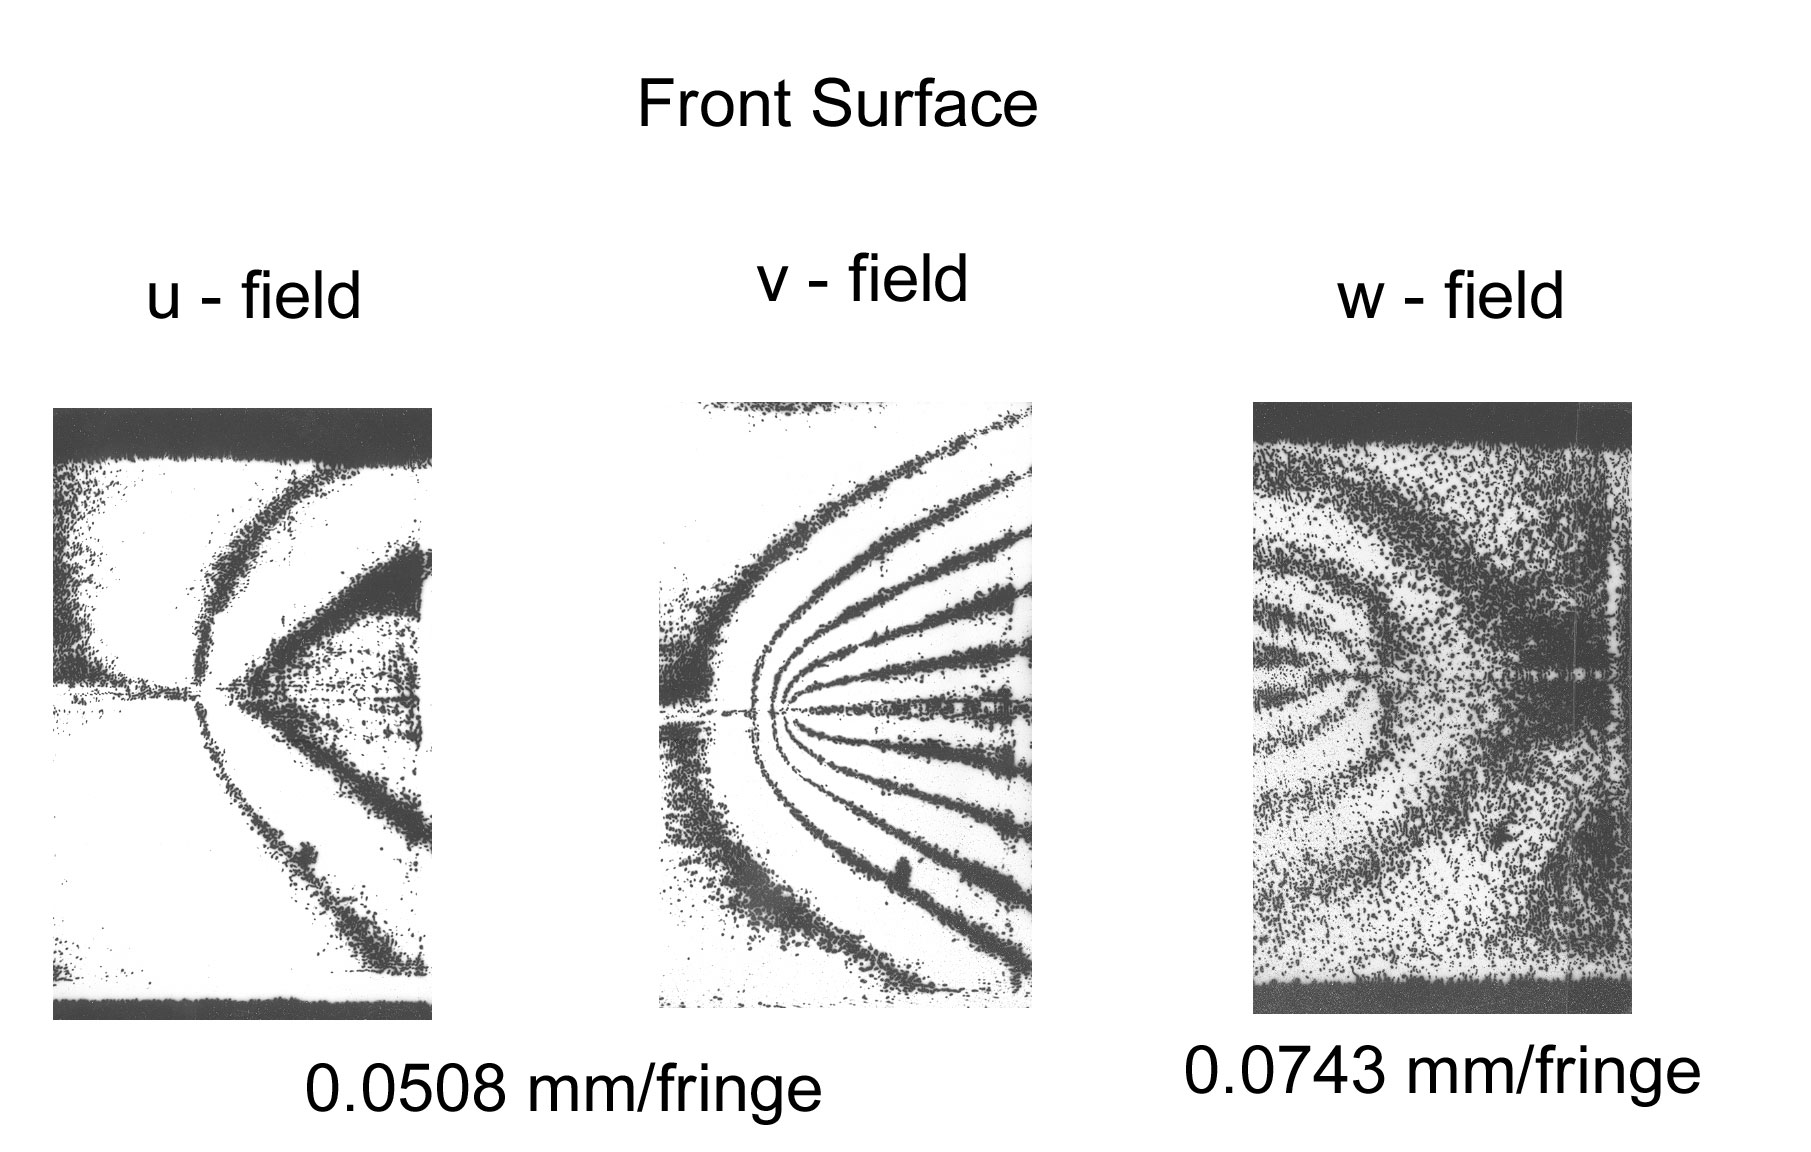 Front Surface
u - field
v - field
w - field
0.0508 mm/fringe
0.0743 mm/fringe